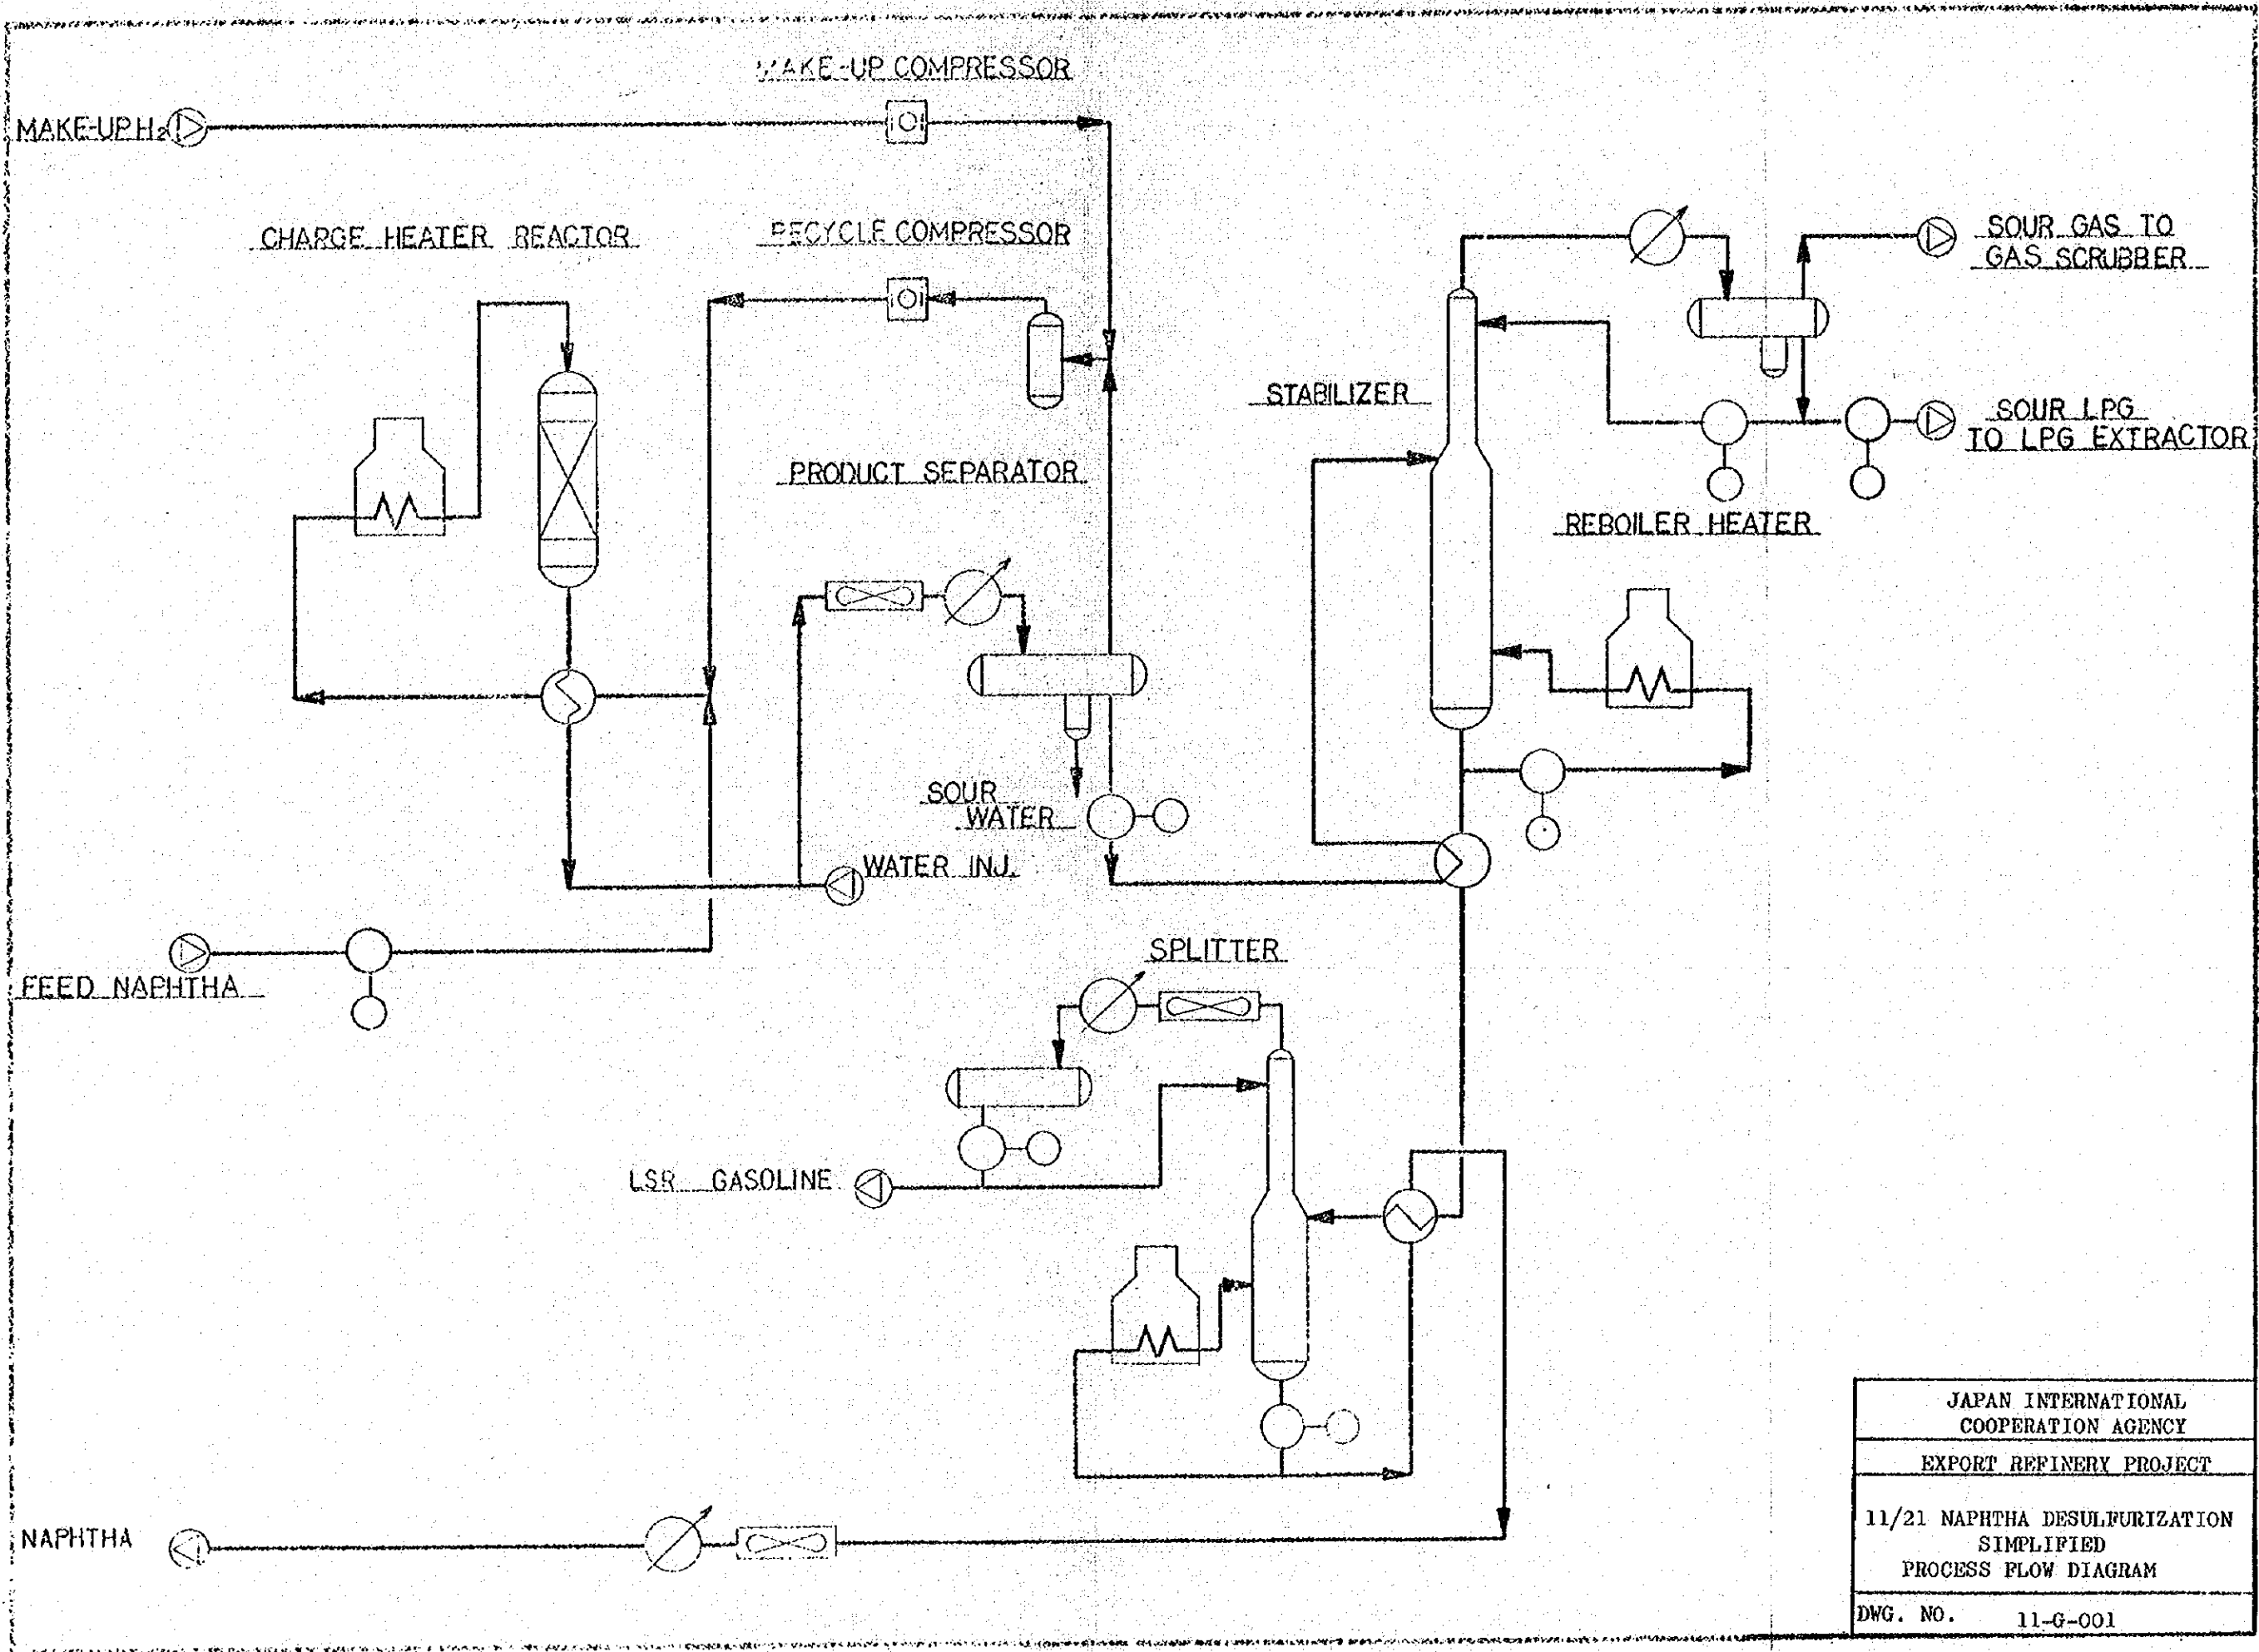 MAKE-UP COMPRESSOR
MAKE-UP H₂
CHARGE HEATER REACTOR
RECYCLE COMPRESSOR
SOUR GAS TO
GAS SCRUBBER
STABILIZER
SOUR LPG
TO LPG EXTRACTOR
PRODUCT SEPARATOR
REBOILER HEATER
SOUR
WATER
WATER INJ.
SPLITTER
FEED NAPHTHA
LSR GASOLINE
NAPHTHA
JAPAN INTERNATIONAL
COOPERATION AGENCY
EXPORT REFINERY PROJECT
11/21 NAPHTHA DESULFURIZATION
SIMPLIFIED
PROCESS FLOW DIAGRAM
DWG. NO. 11-G-001